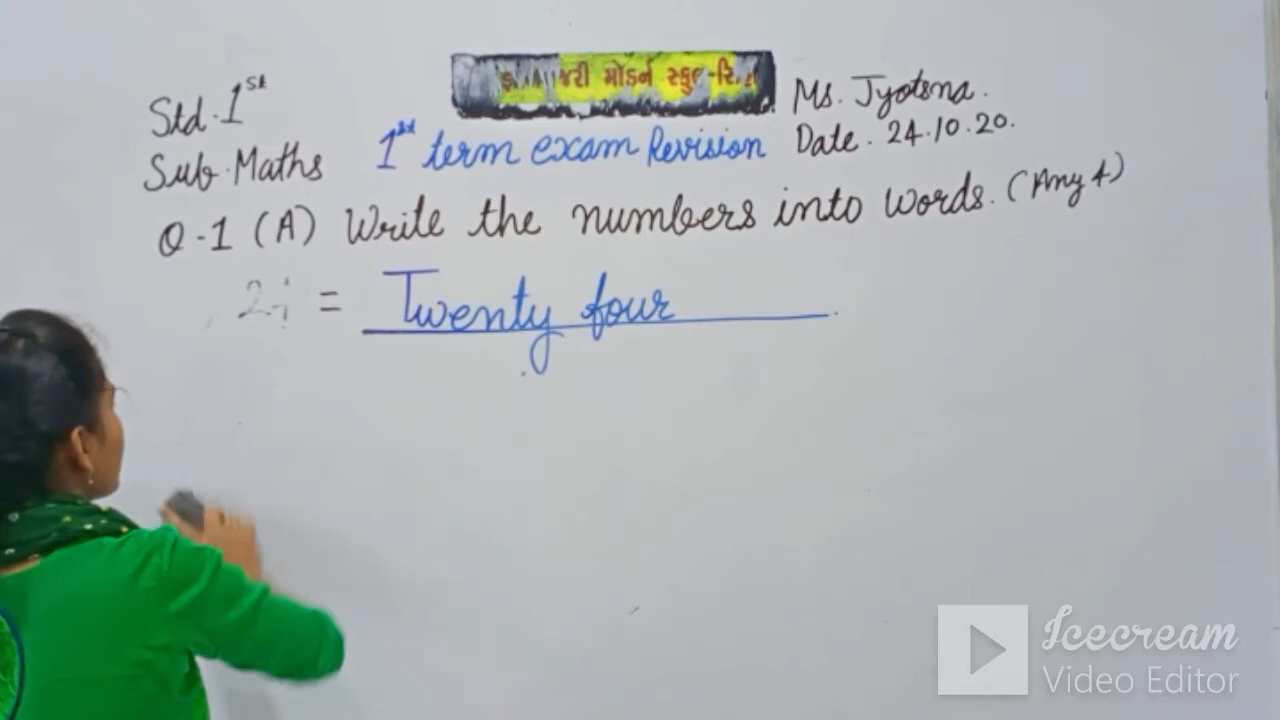 મોડર્ન સ્કુલ
Std. 1st
Ms. Jyotsna.
Sub. Maths
1st term exam Revision
Date. 24.10.20.
Q-1 (A) Write the numbers into words. (Any 4)
24 = Twenty four
Icecream
Video Editor